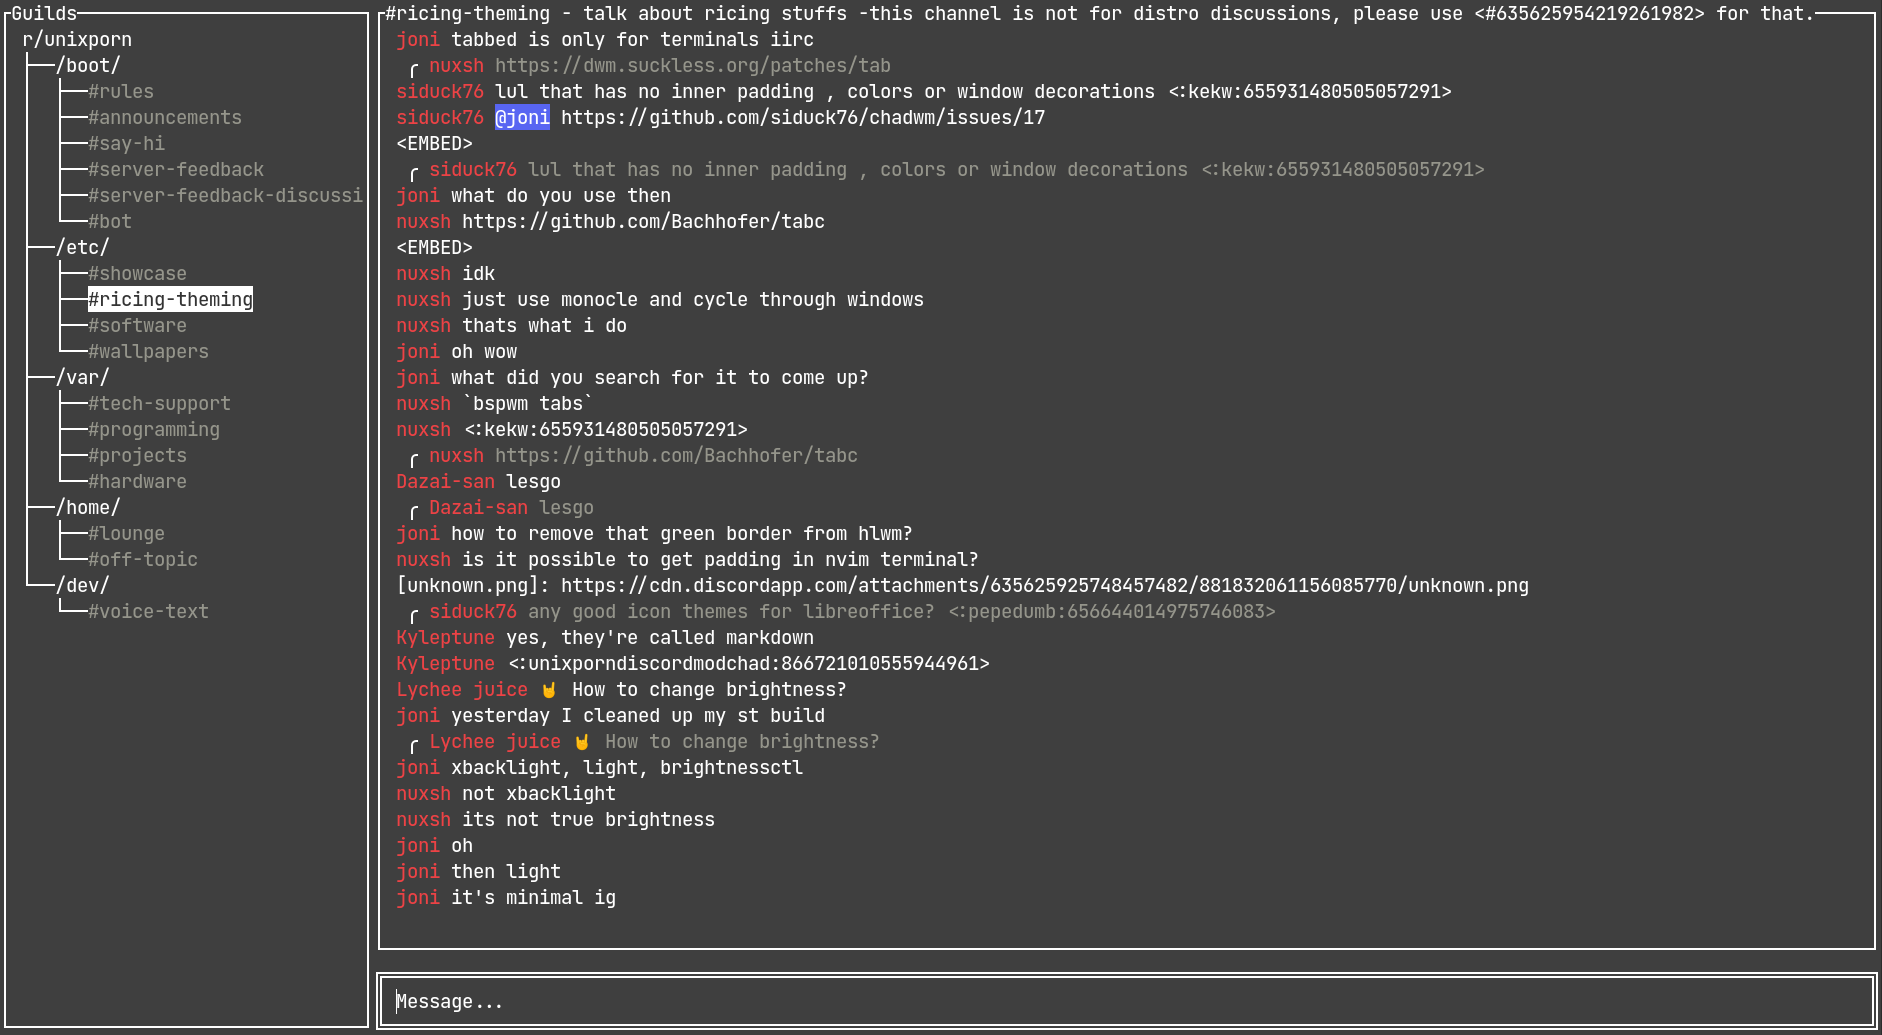 Guilds
r/unixporn
/boot/
#rules
#announcements
#say-hi
#server-feedback
#server-feedback-discussi
#bot
/etc/
#showcase
#ricing-theming
#software
#wallpapers
/var/
#tech-support
#programming
#projects
#hardware
/home/
#lounge
#off-topic
/dev/
#voice-text
#ricing-theming - talk about ricing stuffs -this channel is not for distro discussions, please use <#635625954219261982> for that.
joni tabbed is only for terminals iirc
nuxsh https://dwm.suckless.org/patches/tab
siduck76 lul that has no inner padding , colors or window decorations <:kekw:655931480505057291>
siduck76 @joni https://github.com/siduck76/chadwm/issues/17
<EMBED>
siduck76 lul that has no inner padding , colors or window decorations <:kekw:655931480505057291>
joni what do you use then
nuxsh https://github.com/Bachhofer/tabc
<EMBED>
nuxsh idk
nuxsh just use monocle and cycle through windows
nuxsh thats what i do
joni oh wow
joni what did you search for it to come up?
nuxsh `bspwm tabs`
nuxsh <:kekw:655931480505057291>
nuxsh https://github.com/Bachhofer/tabc
Dazai-san lesgo
Dazai-san lesgo
joni how to remove that green border from hlwm?
nuxsh is it possible to get padding in nvim terminal?
[unknown.png]: https://cdn.discordapp.com/attachments/635625925748457482/881832061156085770/unknown.png
siduck76 any good icon themes for libreoffice? <:pepedumb:656644014975746083>
Kyleptune yes, they're called markdown
Kyleptune <:unixporndiscordmodchad:866721010555944961>
Lychee juice 🤘 How to change brightness?
joni yesterday I cleaned up my st build
Lychee juice 🤘 How to change brightness?
joni xbacklight, light, brightnessctl
nuxsh not xbacklight
nuxsh its not true brightness
joni oh
joni then light
joni it's minimal ig
Message...